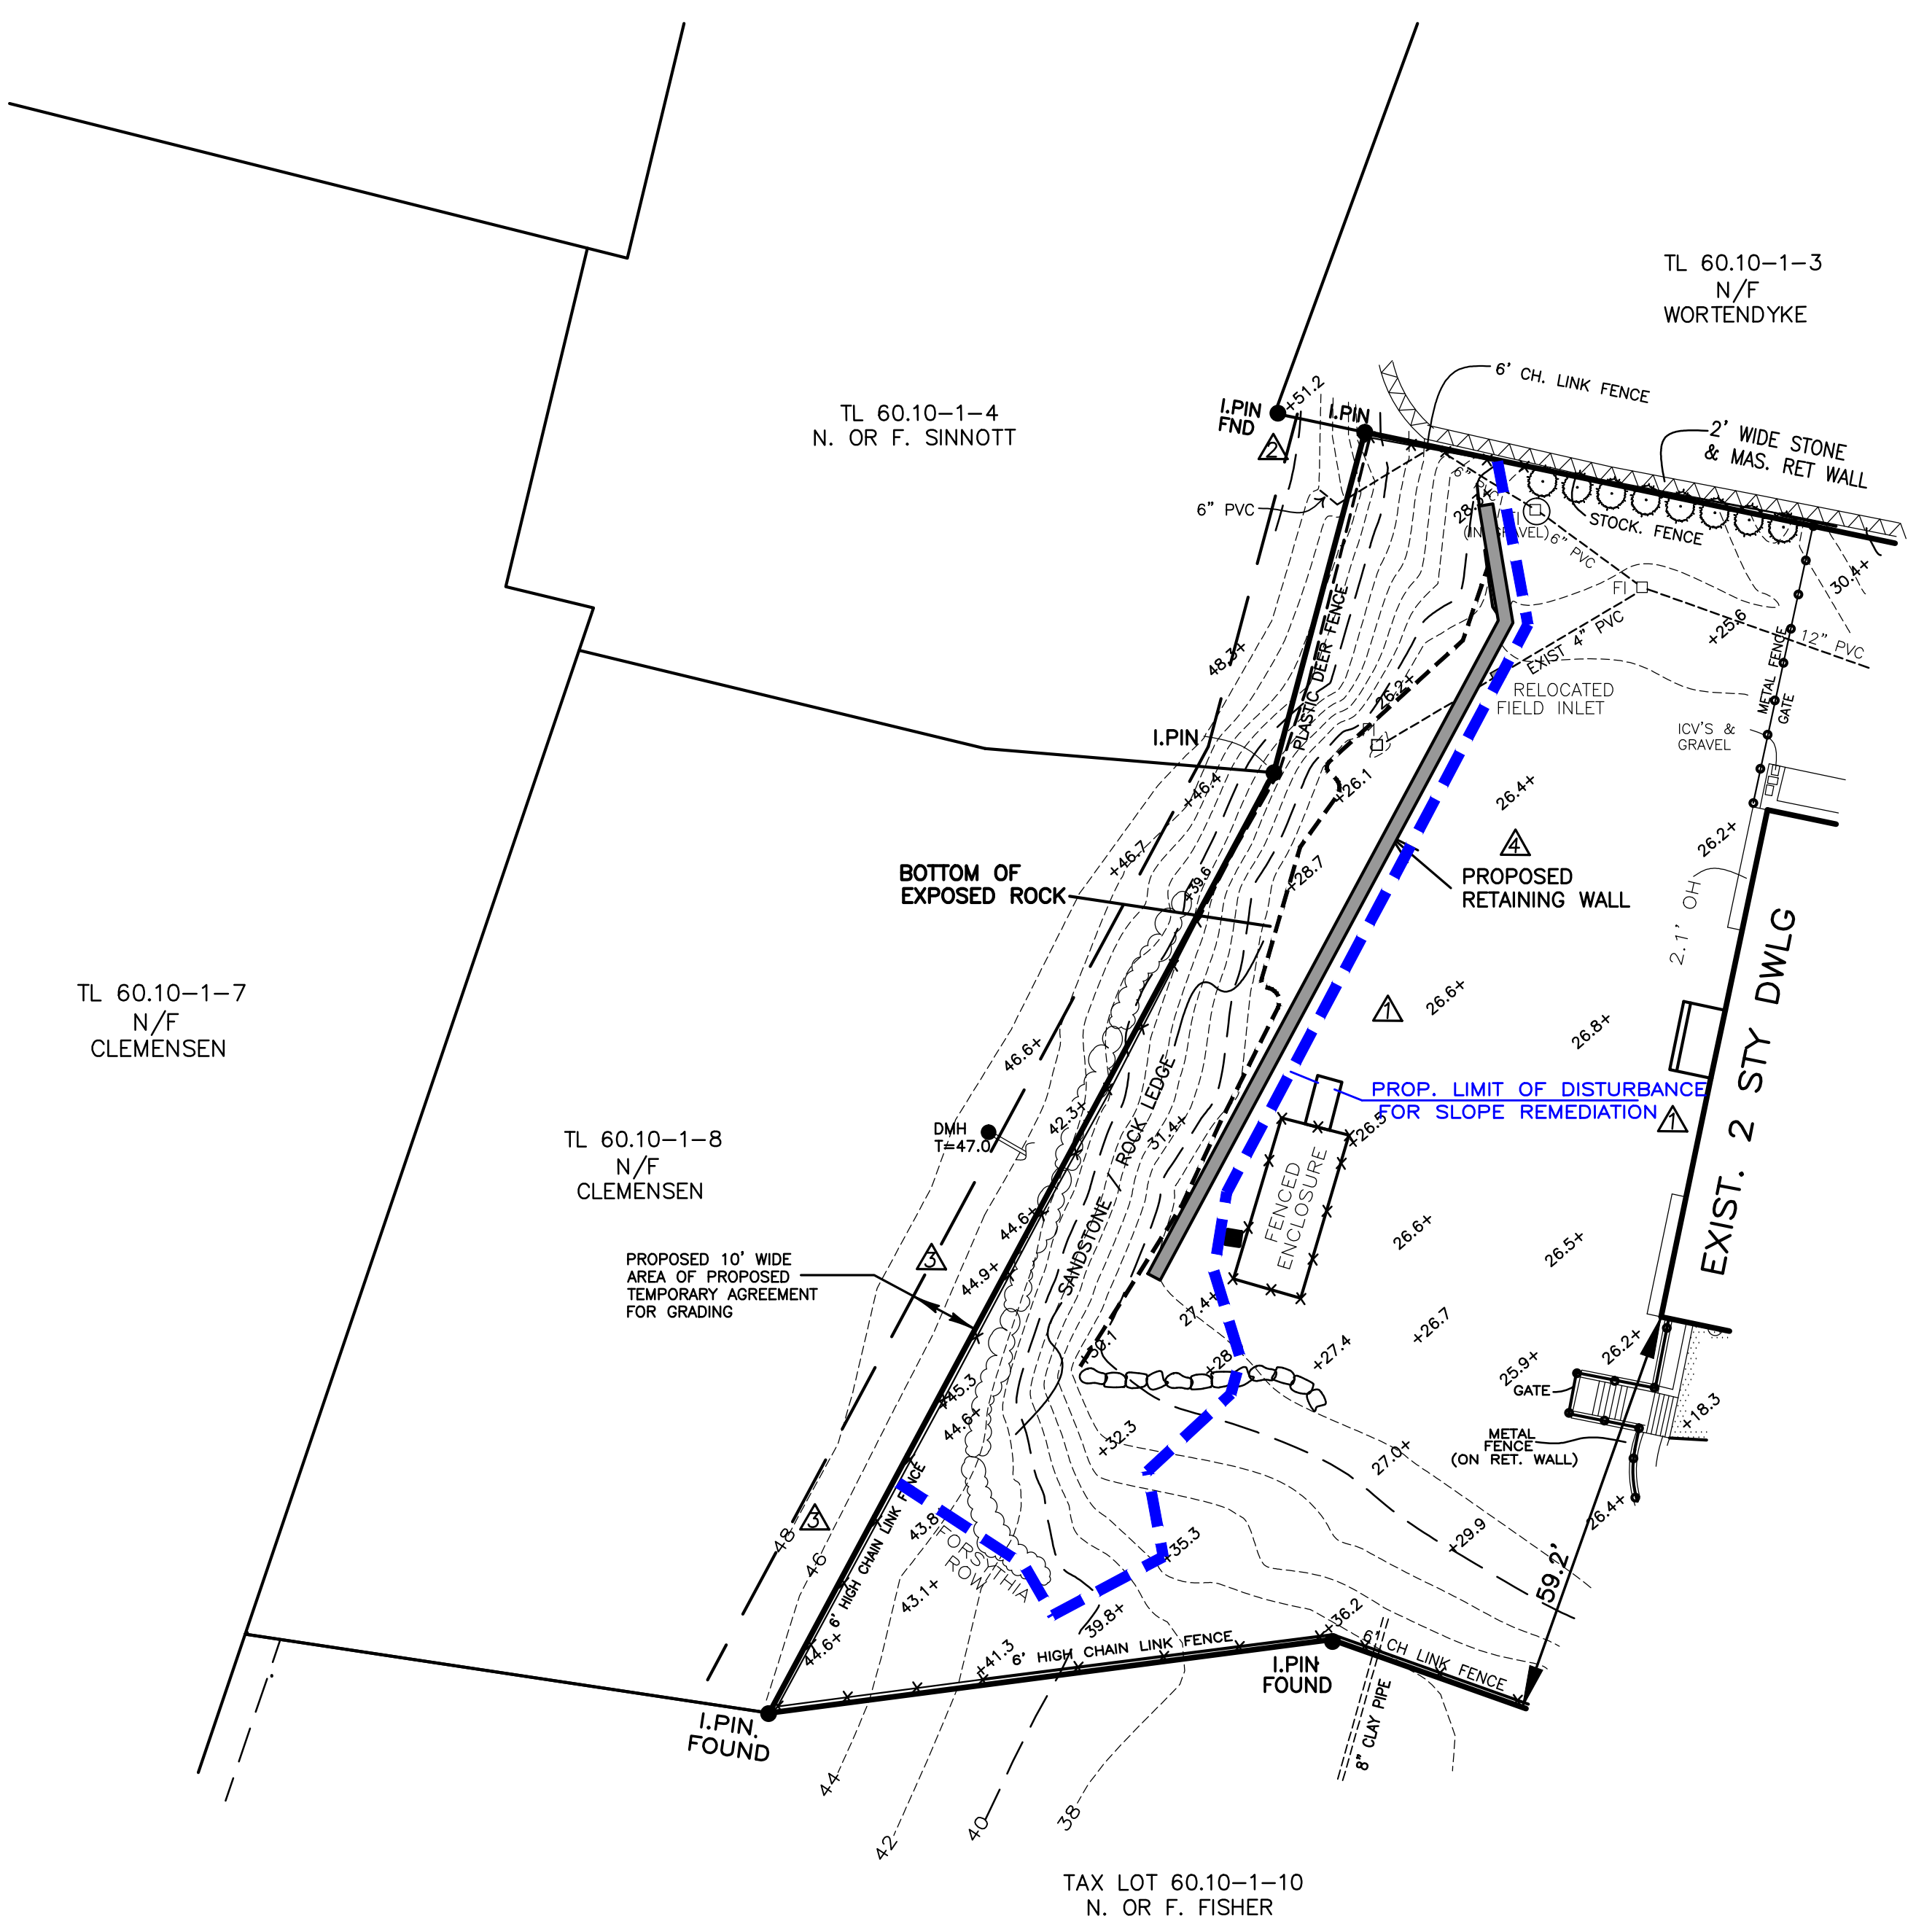 TL 60.10-1-3
N/F
WORTENDYKE
6' CH. LINK FENCE
2' WIDE STONE
& MAS. RET WALL
TL 60.10-1-4
N. OR F. SINNOTT
I.PIN
FND
+51.2
I.PIN
2
6" PVC
6" PVC
28.5+
(IN GRAVEL)
6" PVC
STOCK. FENCE
30.4+
FI
+25.6
12" PVC
EXIST 4" PVC
METAL FENCE
GATE
PLASTIC DEER FENCE
48.3+
26.2+
RELOCATED
FIELD INLET
FI
I.PIN
ICV'S &
GRAVEL
+46.4
+26.1
26.4+
26.2+
4
PROPOSED
RETAINING WALL
+46.7
+39.6
+28.7
BOTTOM OF
EXPOSED ROCK
2.1' OH
EXIST. 2 STY DWLG
TL 60.10-1-7
N/F
CLEMENSEN
1
26.6+
26.8+
46.6+
PROP. LIMIT OF DISTURBANCE
FOR SLOPE REMEDIATION
1
42.3+
31.4+
+26.5
DMH
T=47.0
SANDSTONE / ROCK LEDGE
FENCED
ENCLOSURE
TL 60.10-1-8
N/F
CLEMENSEN
44.6+
26.6+
26.5+
3
PROPOSED 10' WIDE
AREA OF PROPOSED
TEMPORARY AGREEMENT
FOR GRADING
44.9+
27.4+
+30.1
+28
+27.4
+26.7
26.2+
25.9+
GATE
+18.3
METAL
FENCE
(ON RET. WALL)
+45.3
44.6+
+32.3
27.0+
26.4+
3
48
46
43.8
FORSYTHIA
ROW
6' HIGH CHAIN LINK FENCE
43.1+
+35.3
+29.9
59.2'
44.6+
39.8+
+36.2
+41.3
6' HIGH CHAIN LINK FENCE
6' CH LINK FENCE
I.PIN
FOUND
8" CLAY PIPE
I.PIN.
FOUND
44
42
40
38
TAX LOT 60.10-1-10
N. OR F. FISHER